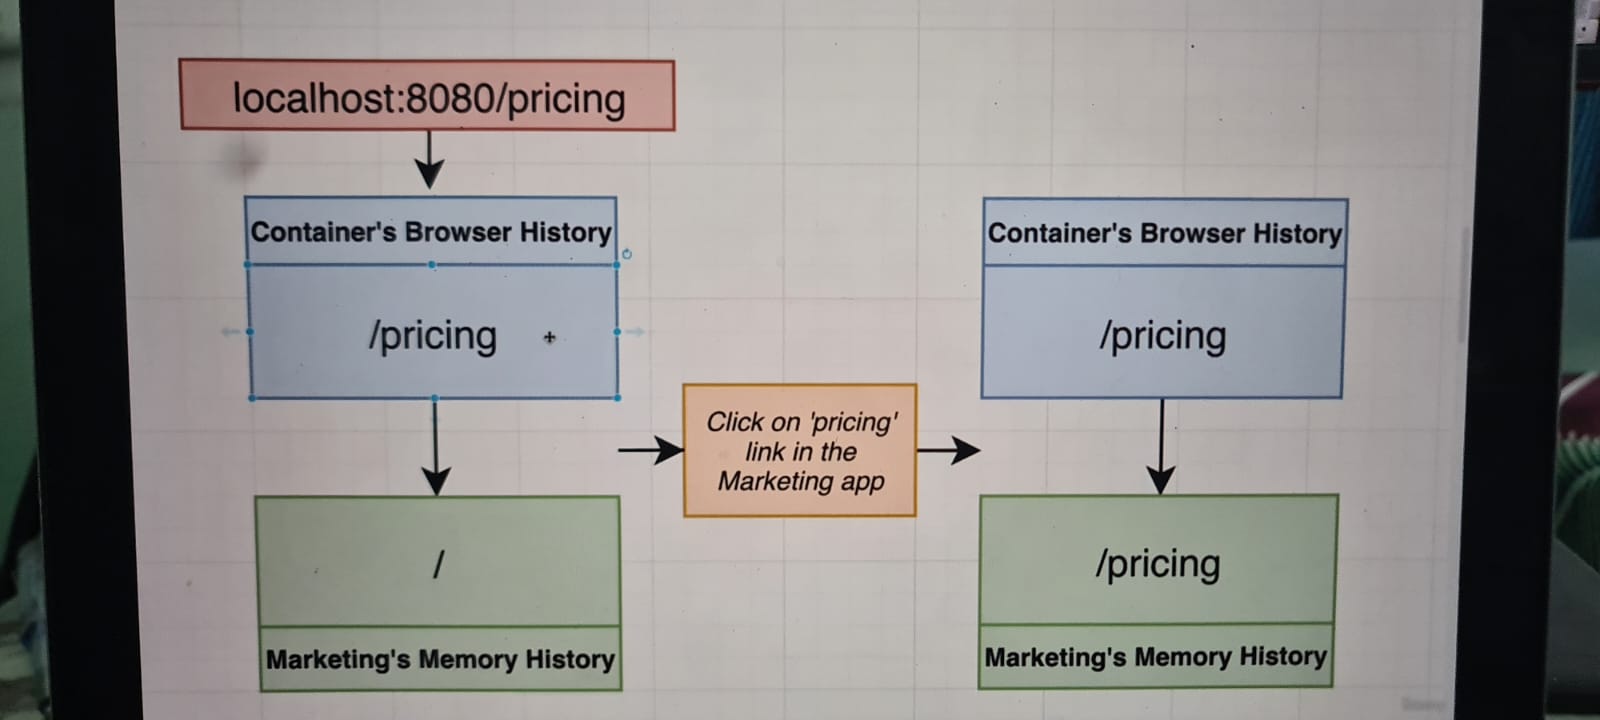 localhost:8080/pricing
Container's Browser History
/pricing
/
Marketing's Memory History
Click on 'pricing'
link in the
Marketing app
Container's Browser History
/pricing
/pricing
Marketing's Memory History